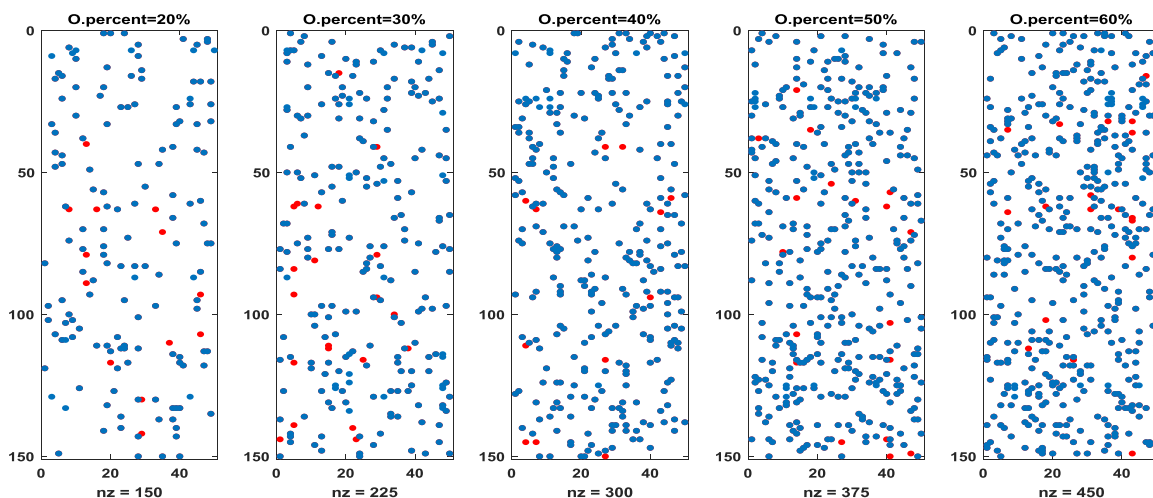 O.percent=20% O.percent=30% O.percent=40% O.percent=50% O.percent=60%
0 0 0 0 0
50 50 50 50 50
100 100 100 100 100
150 150 150 150 150
0 20 40 0 20 40 0 20 40 0 20 40 0 20 40
nz = 150 nz = 225 nz = 300 nz = 375 nz = 450